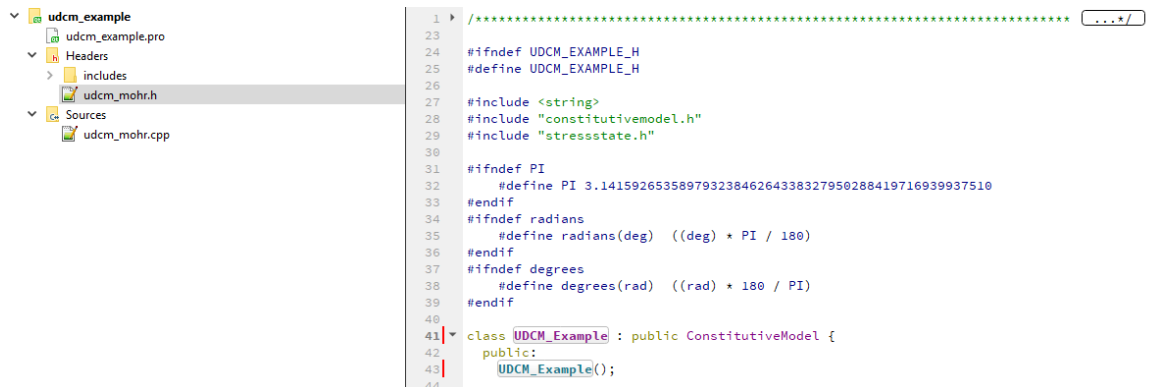 udcm_example
udcm_example.pro
Headers
includes
udcm_mohr.h
Sources
udcm_mohr.cpp
1 /*************************************************************************** ...*/
23
24 #ifndef UDCM_EXAMPLE_H
25 #define UDCM_EXAMPLE_H
26
27 #include <string>
28 #include "constitutivemodel.h"
29 #include "stressstate.h"
30
31 #ifndef PI
32     #define PI 3.14159265358979323846264338327950288419716939937510
33 #endif
34 #ifndef radians
35     #define radians(deg)  ((deg) * PI / 180)
36 #endif
37 #ifndef degrees
38     #define degrees(rad)  ((rad) * 180 / PI)
39 #endif
40
41 class UDCM_Example : public ConstitutiveModel {
42   public:
43     UDCM_Example();
44